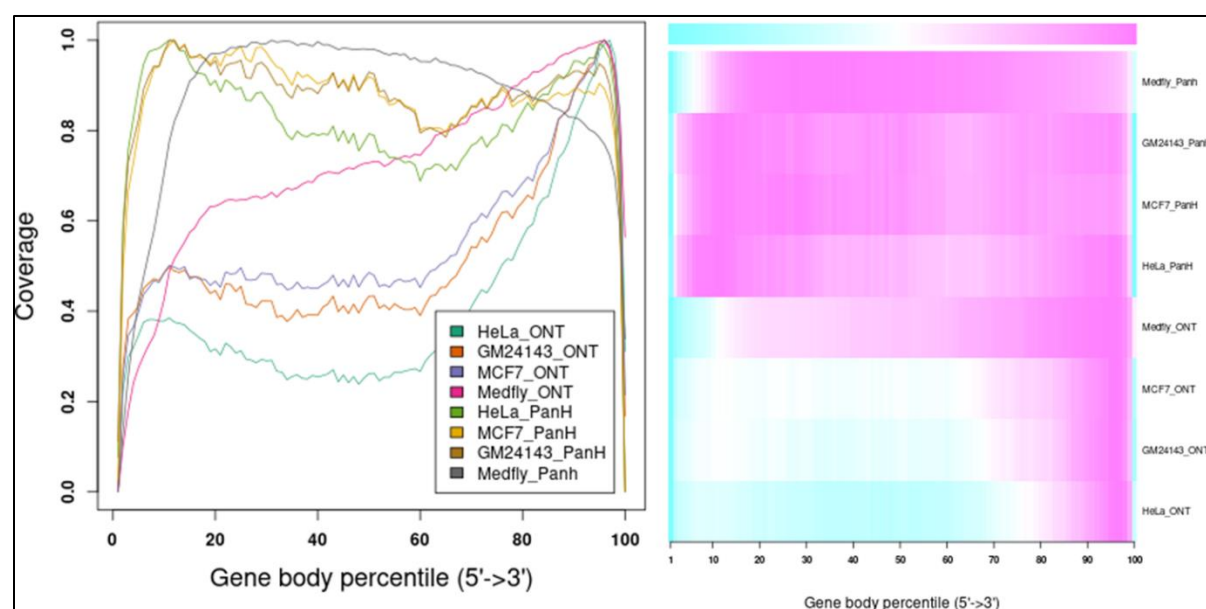 Coverage
1.0
0.8
0.6
0.4
0.2
0.0
HeLa_ONT
GM24143_ONT
MCF7_ONT
Medfly_ONT
HeLa_PanH
MCF7_PanH
GM24143_PanH
Medfly_Panh
0 20 40 60 80 100
Gene body percentile (5'->3')
Medfly_Panh
GM24143_PanH
MCF7_PanH
HeLa_PanH
Medfly_ONT
MCF7_ONT
GM24143_ONT
HeLa_ONT
1 10 20 30 40 50 60 70 80 90 100
Gene body percentile (5'->3')